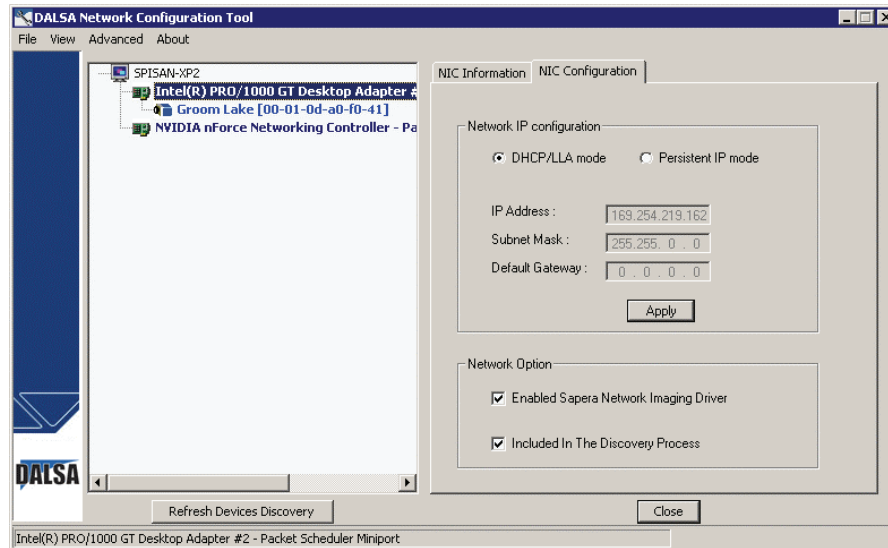 DALSA Network Configuration Tool
File View Advanced About
SPISAN-XP2
Intel(R) PRO/1000 GT Desktop Adapter #
Groom Lake [00-01-0d-a0-f0-41]
NVIDIA nForce Networking Controller - Pa
NIC Information NIC Configuration
Network IP configuration
DHCP/LLA mode Persistent IP mode
IP Address : 169.254.219.162
Subnet Mask : 255.255. 0 . 0
Default Gateway : 0 . 0 . 0 . 0
Apply
Network Option
Enabled Sapera Network Imaging Driver
Included In The Discovery Process
DALSA
Refresh Devices Discovery Close
Intel(R) PRO/1000 GT Desktop Adapter #2 - Packet Scheduler Miniport